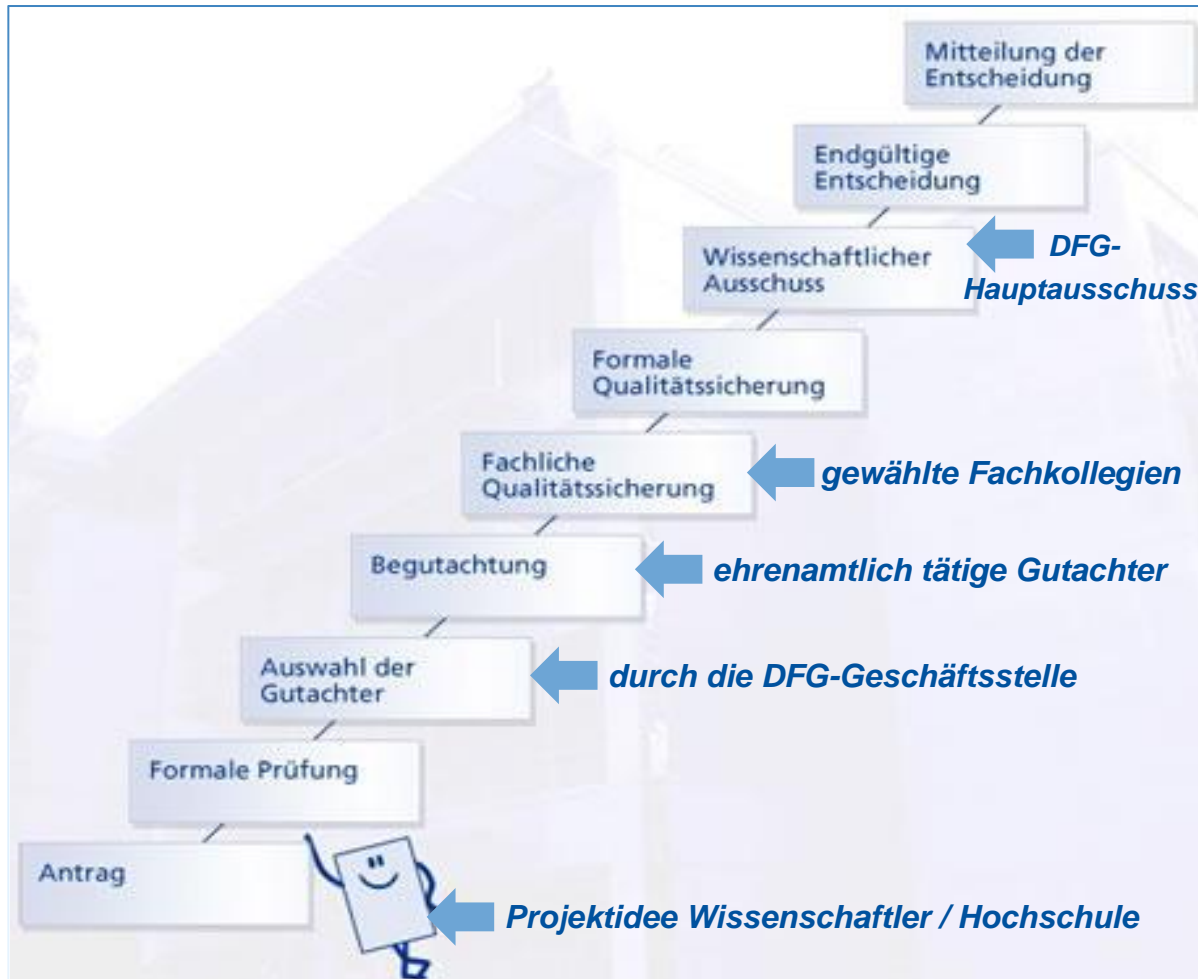 Mitteilung der
Entscheidung
Endgültige
Entscheidung
Wissenschaftlicher
Ausschuss
DFG-
Hauptausschuss
Formale
Qualitätssicherung
Fachliche
Qualitätssicherung
gewählte Fachkollegien
Begutachtung
ehrenamtlich tätige Gutachter
Auswahl der
Gutachter
durch die DFG-Geschäftsstelle
Formale Prüfung
Antrag
Projektidee Wissenschaftler / Hochschule